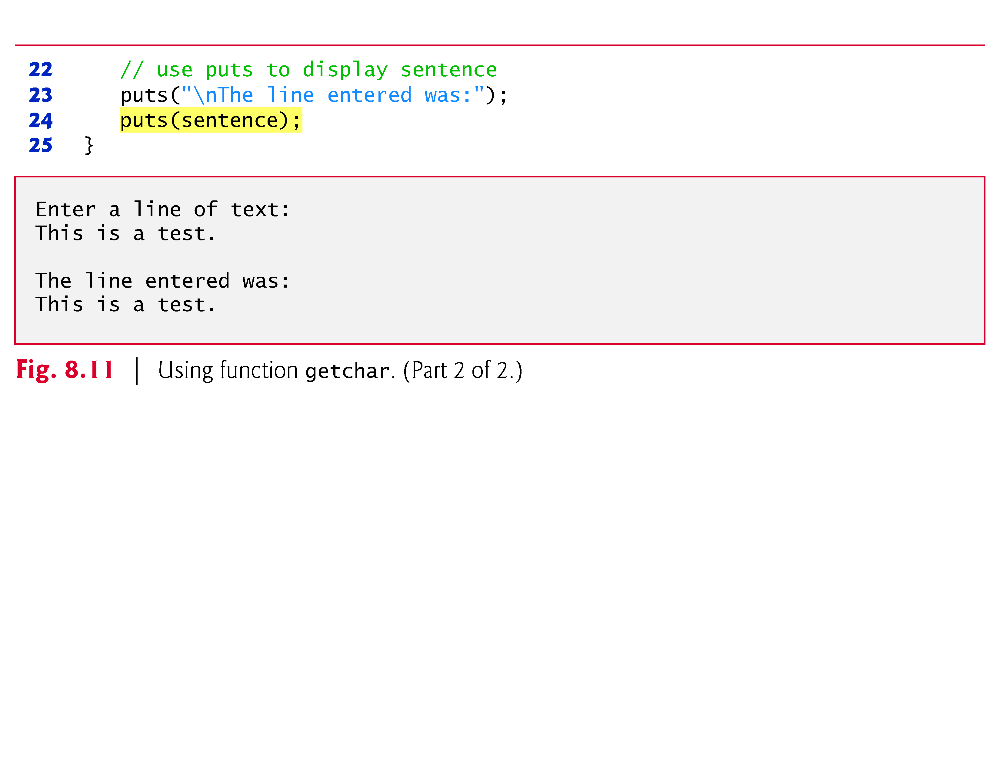 22 // use puts to display sentence
23 puts("\nThe line entered was:");
24 puts(sentence);
25 }
Enter a line of text:
This is a test.
The line entered was:
This is a test.
Fig. 8.11 | Using function getchar. (Part 2 of 2.)